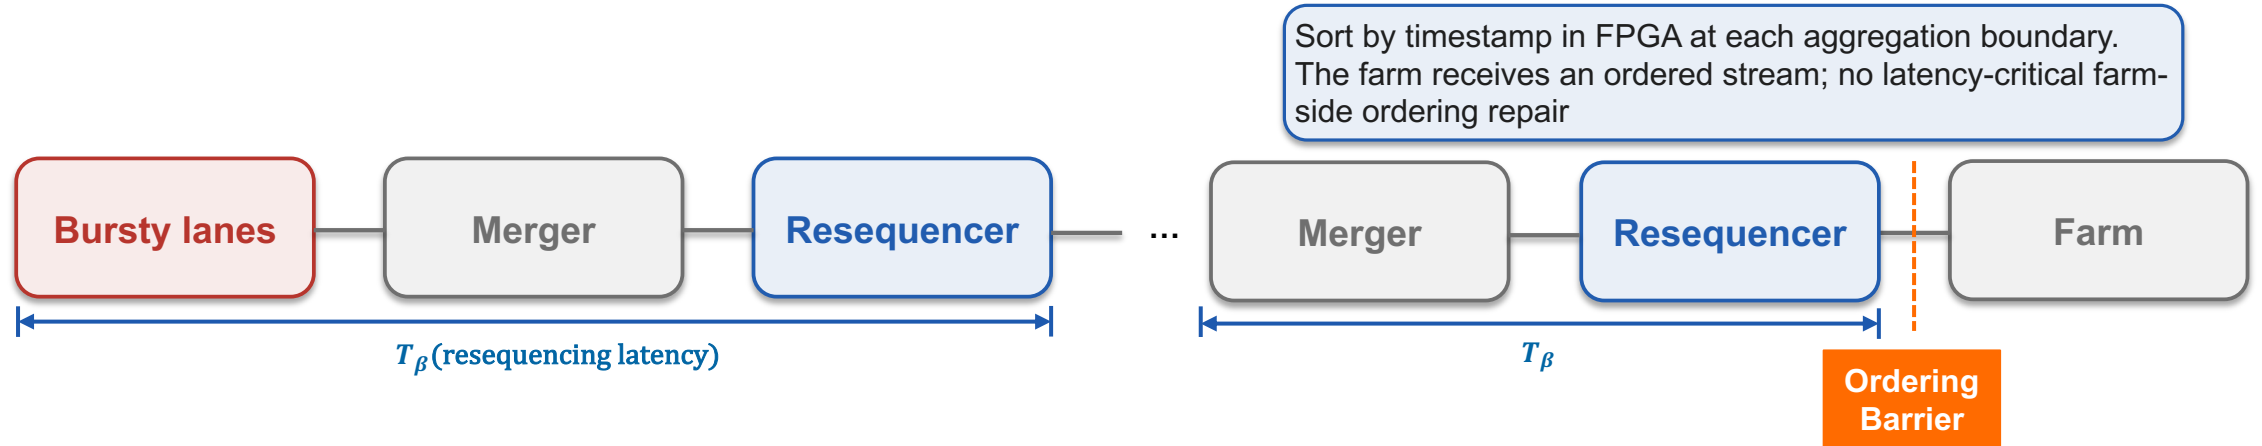 Sort by timestamp in FPGA at each aggregation boundary.
The farm receives an ordered stream; no latency-critical farm-
side ordering repair
Bursty lanes
Merger
Resequencer
...
Merger
Resequencer
Farm
Tβ(resequencing latency)
Tβ
Ordering
Barrier